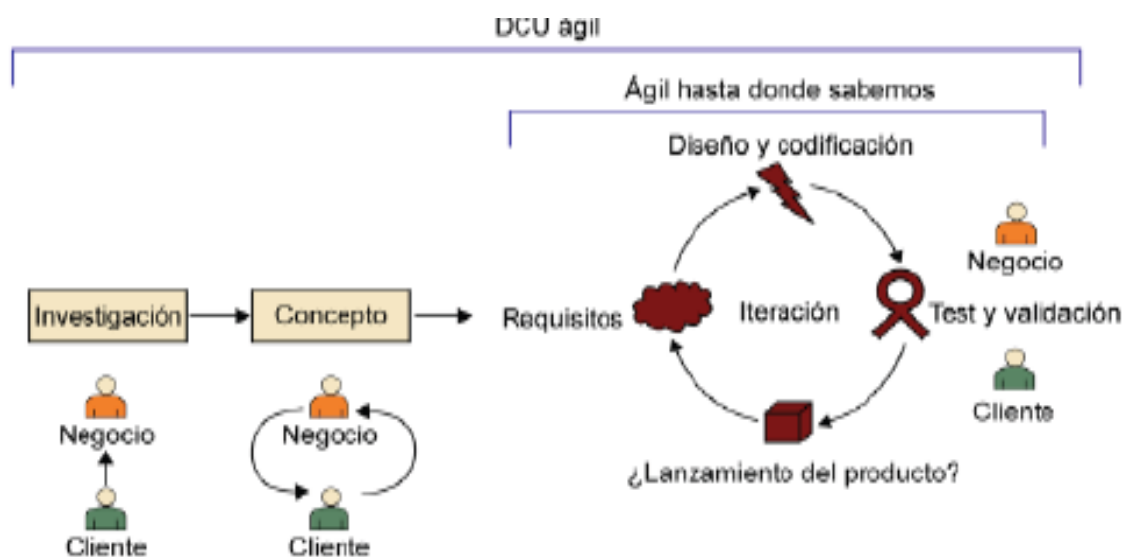 DCU ágil
Ágil hasta donde sabemos
Diseño y codificación
Negocio
Investigación
Concepto
Requisitos
Iteración
Test y validación
Negocio
Negocio
Cliente
¿Lanzamiento del producto?
Cliente
Cliente